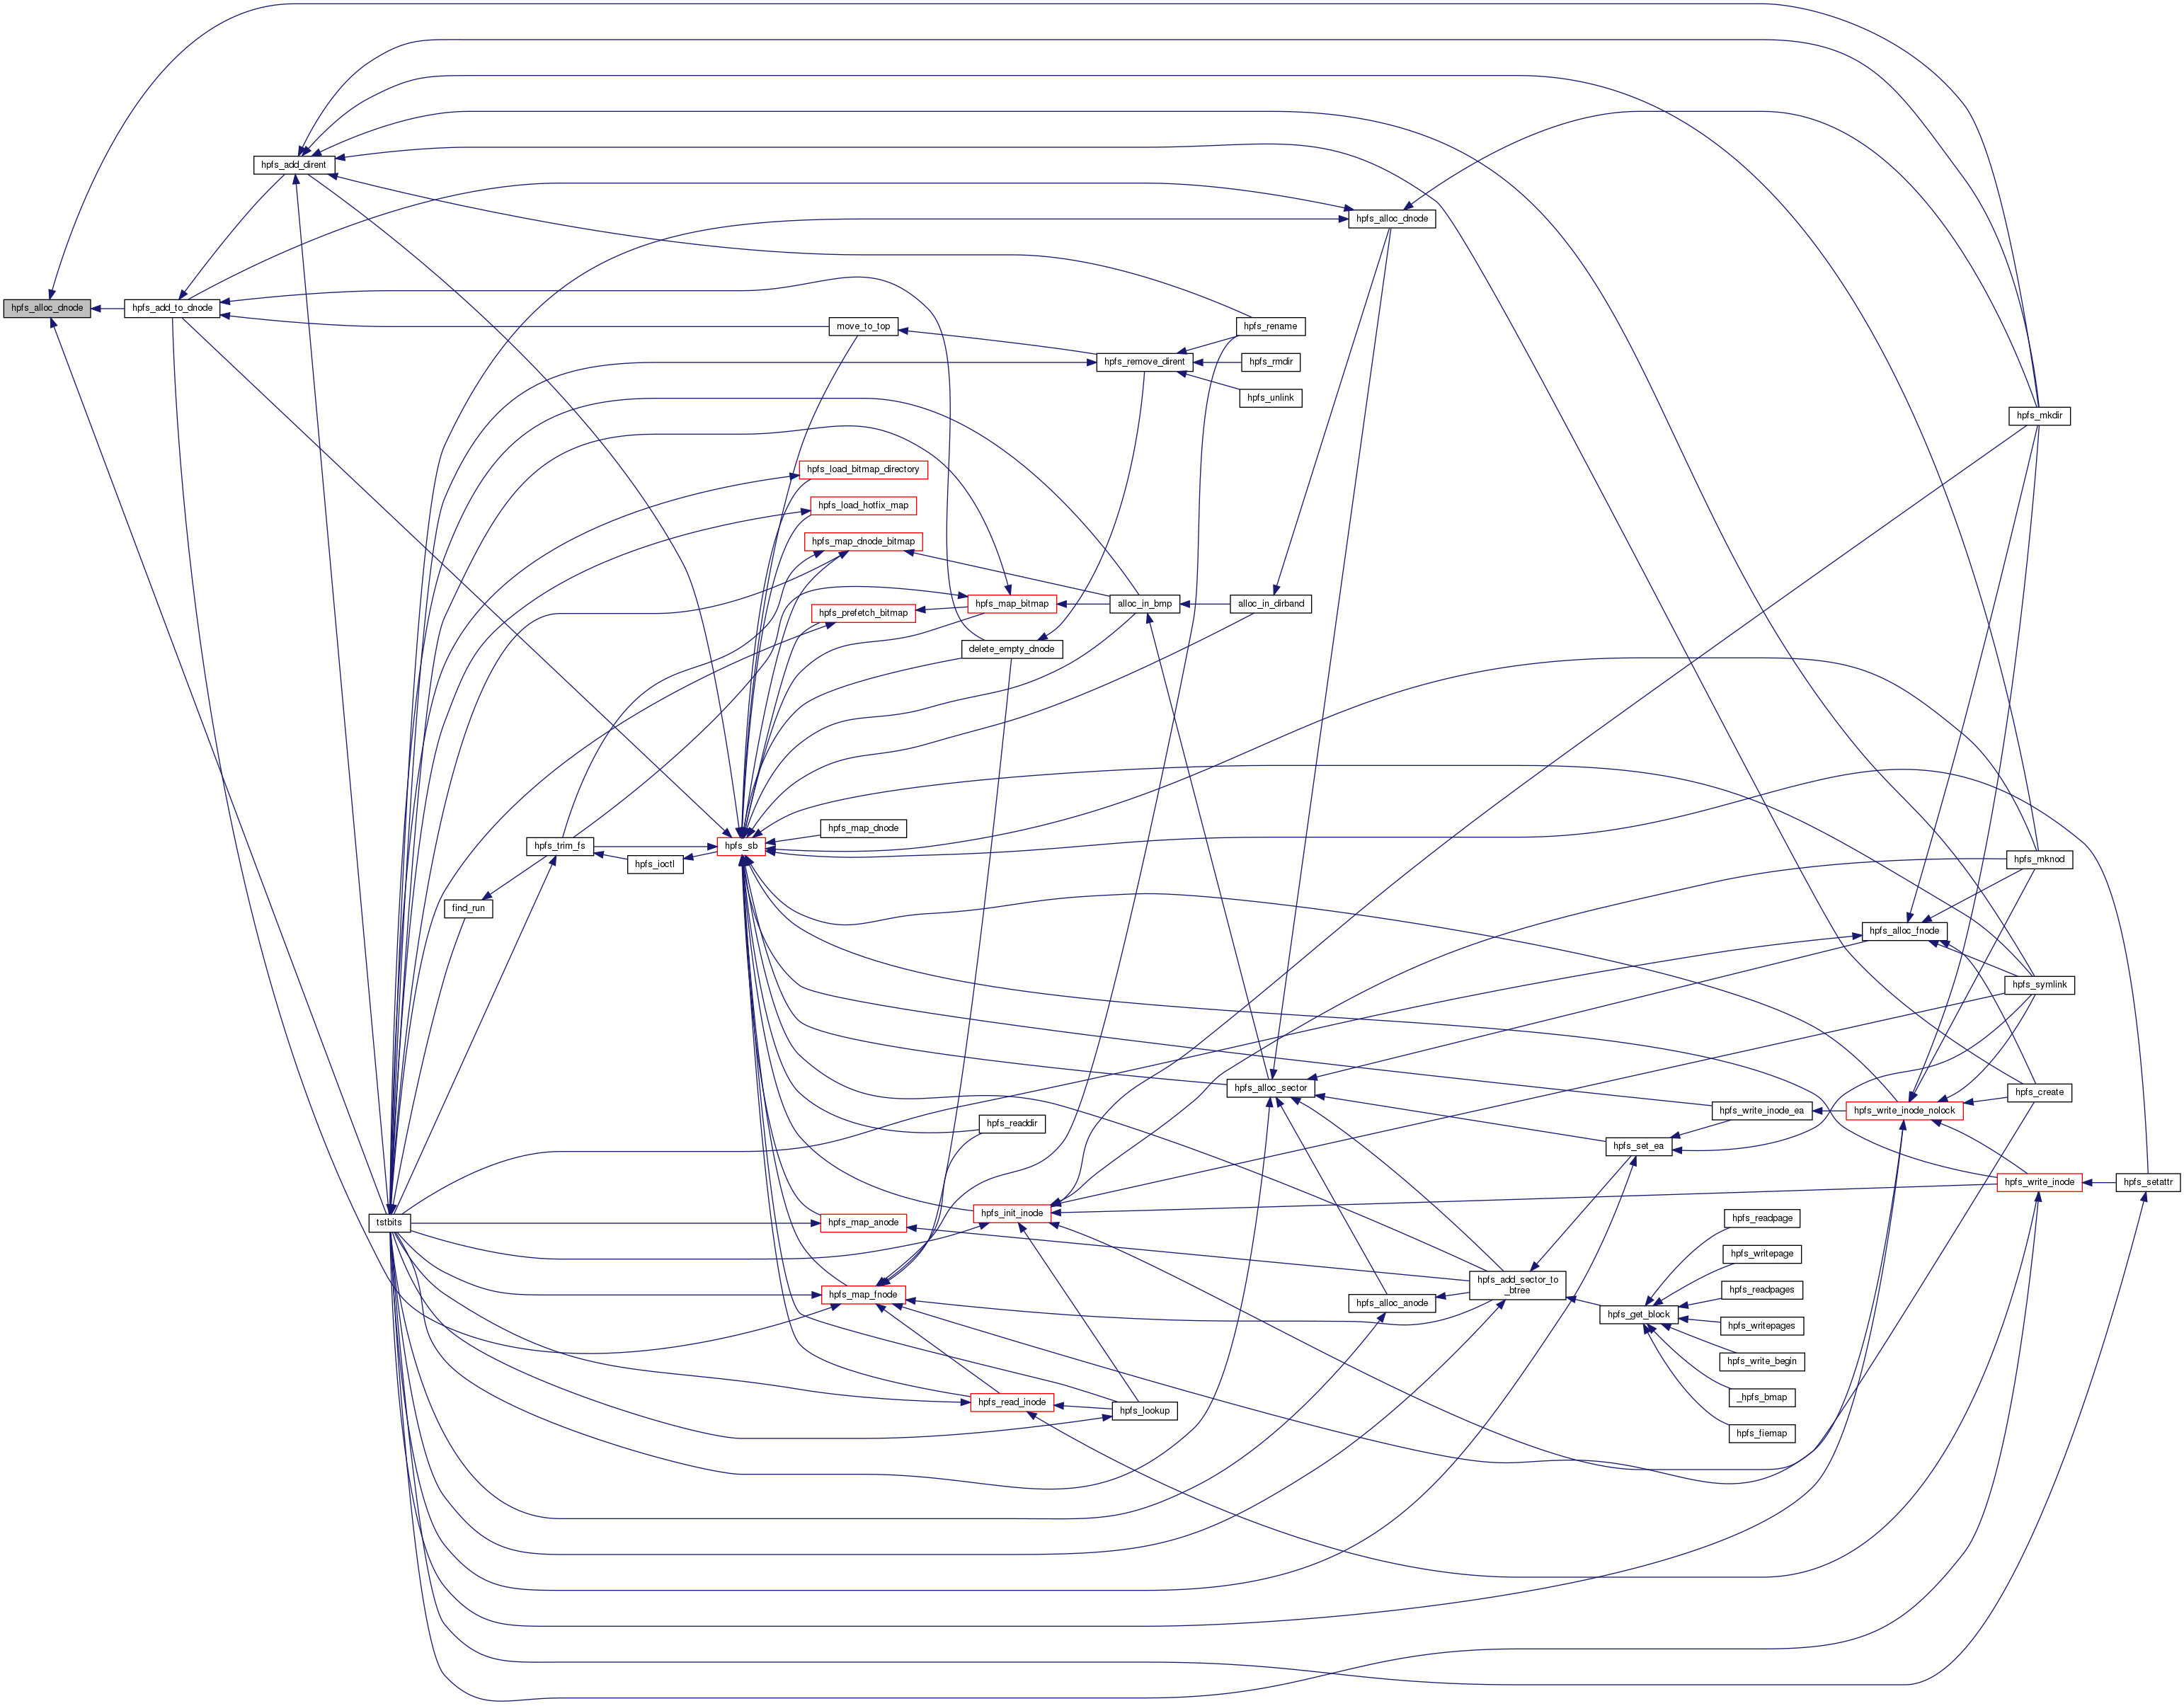 hpfs_add_dirent
hpfs_alloc_dnode
hpfs_alloc_dnode
hpfs_add_to_dnode
move_to_top
hpfs_rename
hpfs_remove_dirent
hpfs_rmdir
hpfs_unlink
hpfs_mkdir
hpfs_load_bitmap_directory
hpfs_load_hotfix_map
hpfs_map_dnode_bitmap
hpfs_prefetch_bitmap
hpfs_map_bitmap
alloc_in_bmp
alloc_in_dirband
delete_empty_dnode
hpfs_map_dnode
hpfs_trim_fs
hpfs_sb
hpfs_ioctl
hpfs_mknod
find_run
hpfs_alloc_fnode
hpfs_symlink
hpfs_alloc_sector
hpfs_create
hpfs_write_inode_ea
hpfs_write_inode_nolock
hpfs_readdir
hpfs_set_ea
hpfs_write_inode
hpfs_setattr
hpfs_init_inode
tstbits
hpfs_map_anode
hpfs_readpage
hpfs_writepage
hpfs_add_sector_to
_btree
hpfs_map_fnode
hpfs_alloc_anode
hpfs_readpages
hpfs_get_block
hpfs_writepages
hpfs_write_begin
hpfs_read_inode
hpfs_lookup
_hpfs_bmap
hpfs_fiemap